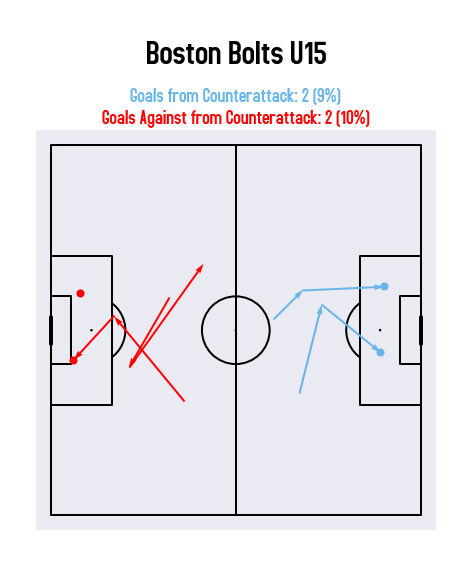 Boston Bolts U15
Goals from Counterattack: 2 (9%)
Goals Against from Counterattack: 2 (10%)